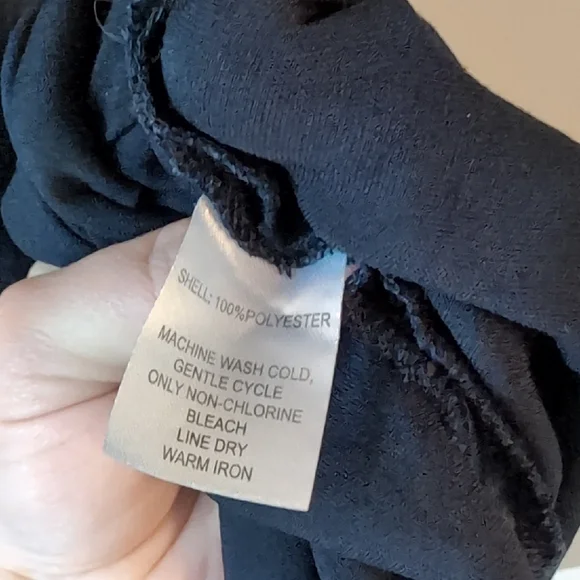 SHELL: 100%POLYESTER
MACHINE WASH COLD,
GENTLE CYCLE
ONLY NON-CHLORINE
BLEACH
LINE DRY
WARM IRON